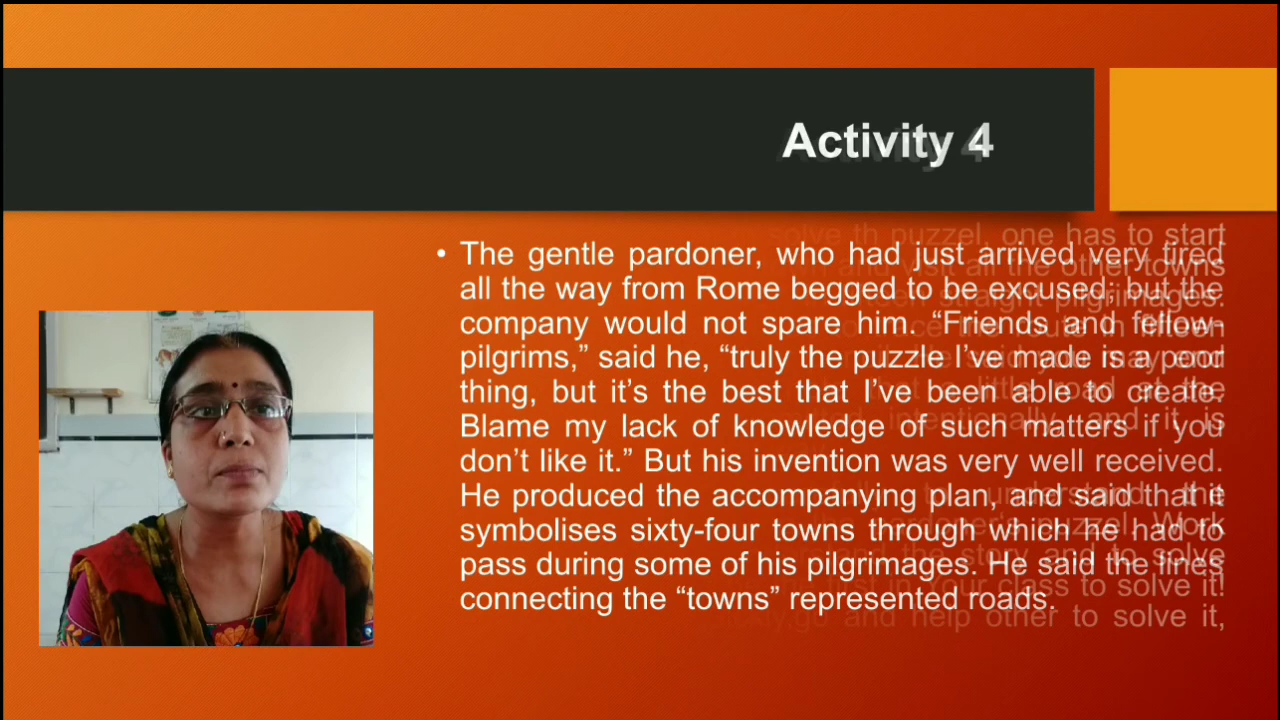 Activity 4
• The gentle pardoner, who had just arrived very tired
all the way from Rome begged to be excused, but the
company would not spare him. “Friends and fellow-
pilgrims,” said he, “truly the puzzle I’ve made is a poor
thing, but it’s the best that I’ve been able to create.
Blame my lack of knowledge of such matters if you
don’t like it.” But his invention was very well received.
He produced the accompanying plan, and said that it
symbolises sixty-four towns through which he had to
pass during some of his pilgrimages. He said the lines
connecting the “towns” represented roads.